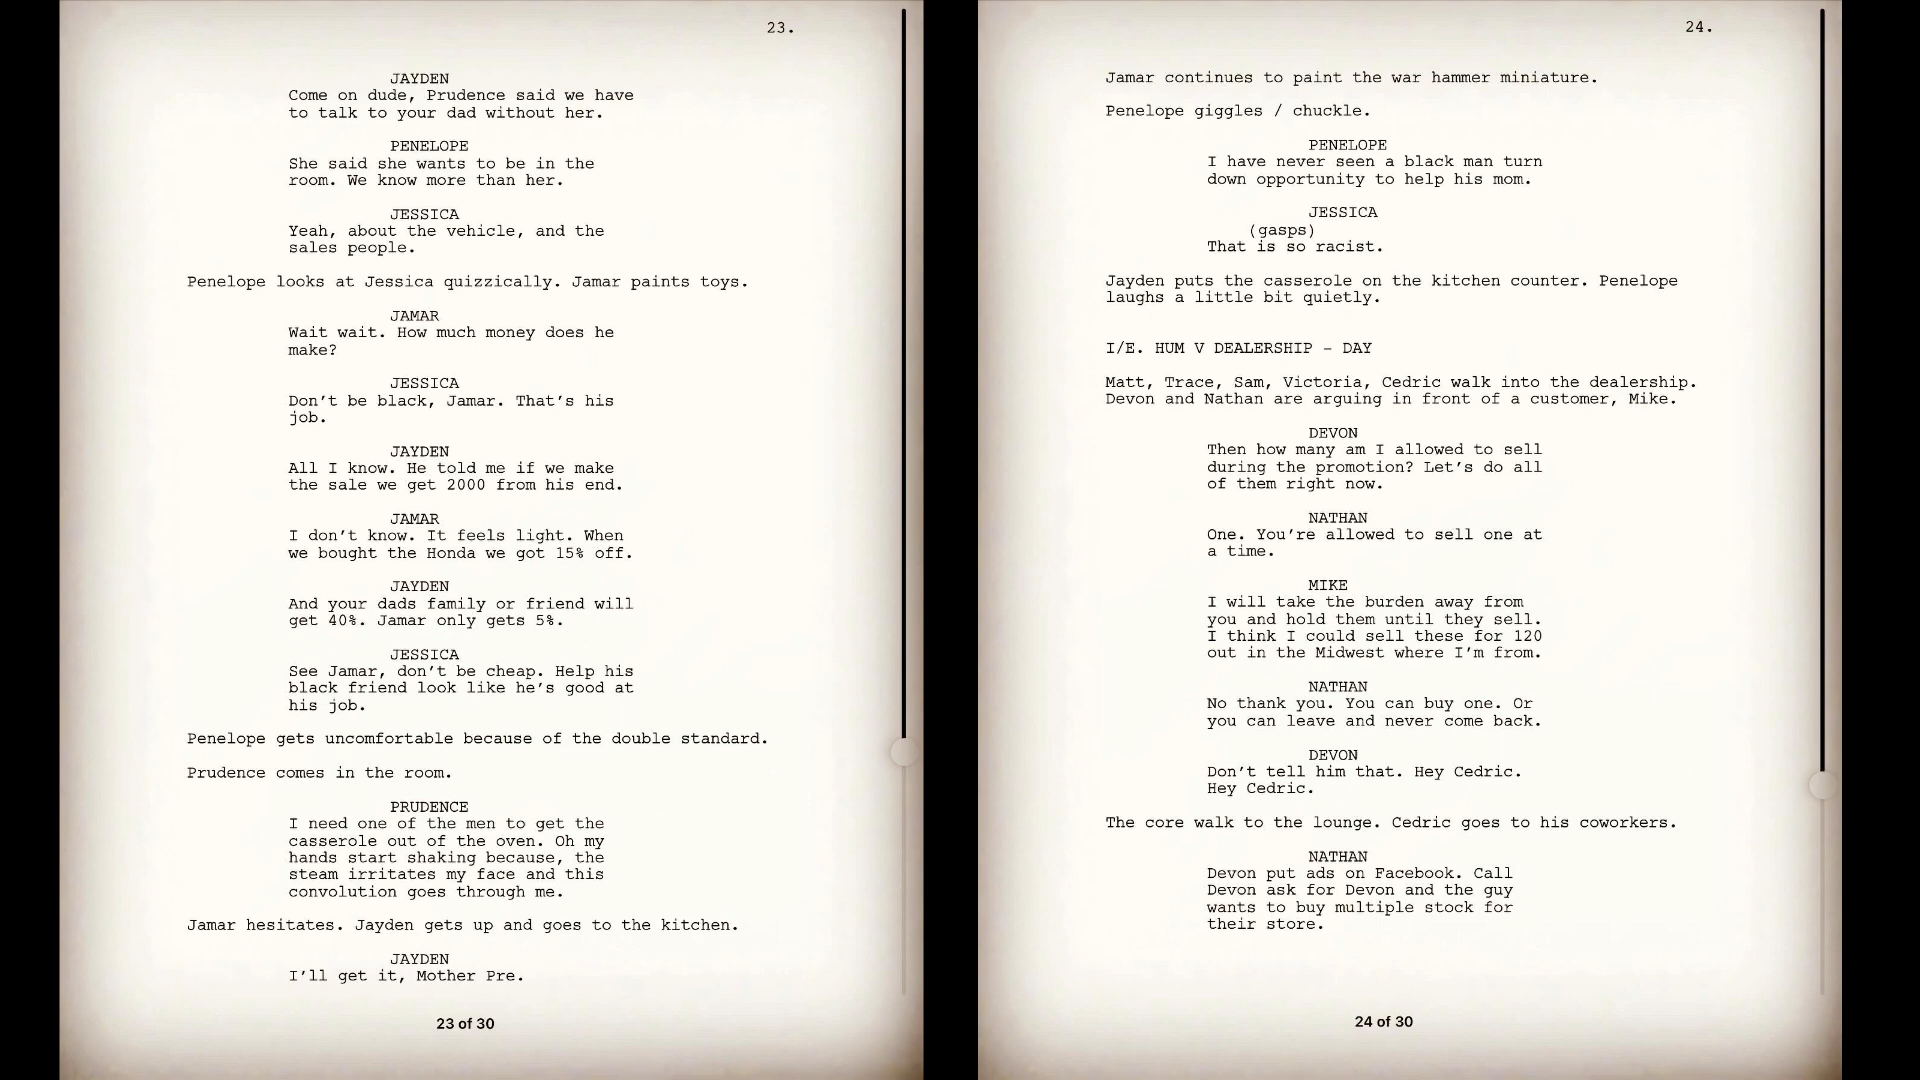 23.
JAYDEN
Come on dude, Prudence said we have
to talk to your dad without her.
PENELOPE
She said she wants to be in the
room. We know more than her.
JESSICA
Yeah, about the vehicle, and the
sales people.
Penelope looks at Jessica quizzically. Jamar paints toys.
JAMAR
Wait wait. How much money does he
make?
JESSICA
Don't be black, Jamar. That's his
job.
JAYDEN
All I know. He told me if we make
the sale we get 2000 from his end.
JAMAR
I don't know. It feels light. When
we bought the Honda we got 15% off.
JAYDEN
And your dads family or friend will
get 40%. Jamar only gets 5%.
JESSICA
See Jamar, don't be cheap. Help his
black friend look like he's good at
his job.
Penelope gets uncomfortable because of the double standard.
Prudence comes in the room.
PRUDENCE
I need one of the men to get the
casserole out of the oven. Oh my
hands start shaking because, the
steam irritates my face and this
convolution goes through me.
Jamar hesitates. Jayden gets up and goes to the kitchen.
JAYDEN
I'll get it, Mother Pre.
23 of 30
24.
Jamar continues to paint the war hammer miniature.
Penelope giggles / chuckle.
PENELOPE
I have never seen a black man turn
down opportunity to help his mom.
JESSICA
(gasps)
That is so racist.
Jayden puts the casserole on the kitchen counter. Penelope
laughs a little bit quietly.
I/E. HUM V DEALERSHIP - DAY
Matt, Trace, Sam, Victoria, Cedric walk into the dealership.
Devon and Nathan are arguing in front of a customer, Mike.
DEVON
Then how many am I allowed to sell
during the promotion? Let's do all
of them right now.
NATHAN
One. You're allowed to sell one at
a time.
MIKE
I will take the burden away from
you and hold them until they sell.
I think I could sell these for 120
out in the Midwest where I'm from.
NATHAN
No thank you. You can buy one. Or
you can leave and never come back.
DEVON
Don't tell him that. Hey Cedric.
Hey Cedric.
The core walk to the lounge. Cedric goes to his coworkers.
NATHAN
Devon put ads on Facebook. Call
Devon ask for Devon and the guy
wants to buy multiple stock for
their store.
24 of 30